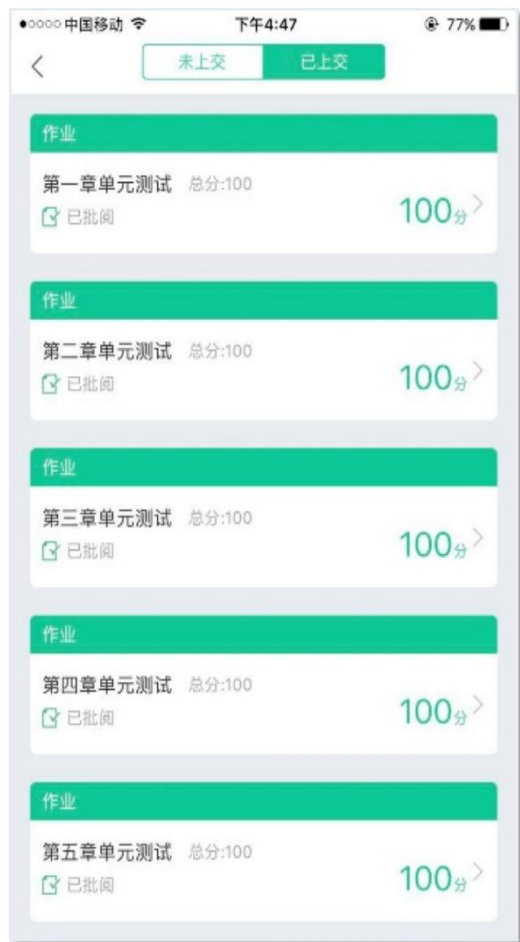 中国移动 下午4:47 77%
未上交 已上交
作业
第一章单元测试 总分:100
已批阅 100分
作业
第二章单元测试 总分:100
已批阅 100分
作业
第三章单元测试 总分:100
已批阅 100分
作业
第四章单元测试 总分:100
已批阅 100分
作业
第五章单元测试 总分:100
已批阅 100分